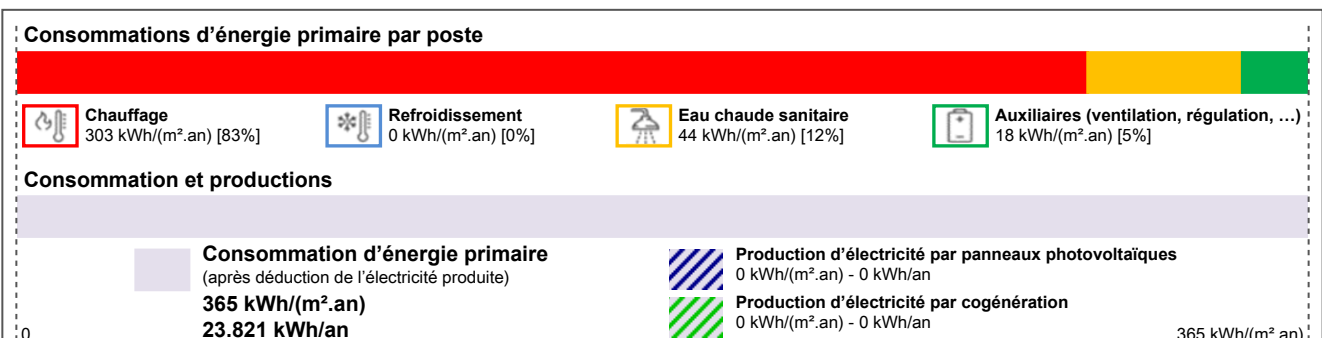 Consommations d’énergie primaire par poste
Chauffage
303 kWh/(m².an) [83%]
Refroidissement
0 kWh/(m².an) [0%]
Eau chaude sanitaire
44 kWh/(m².an) [12%]
Auxiliaires (ventilation, régulation, …)
18 kWh/(m².an) [5%]
Consommation et productions
Consommation d’énergie primaire
(après déduction de l’électricité produite)
365 kWh/(m².an)
23.821 kWh/an
Production d’électricité par panneaux photovoltaïques
0 kWh/(m².an) - 0 kWh/an
Production d’électricité par cogénération
0 kWh/(m².an) - 0 kWh/an
0
365 kWh/(m².an)